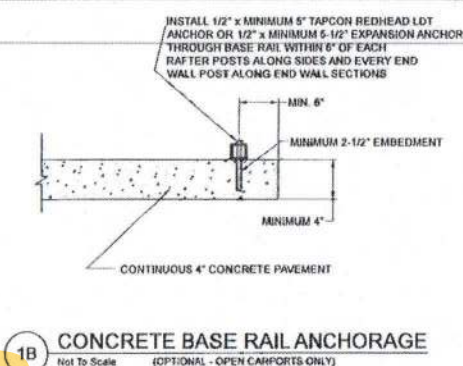 INSTALL 1/2" x MINIMUM 5" TAPCON REDHEAD LDT
ANCHOR OR 1/2" x MINIMUM 5-1/2" EXPANSION ANCHOR
THROUGH BASE RAIL WITHIN 6" OF EACH
RAFTER POSTS ALONG SIDES AND EVERY END
WALL POST ALONG END WALL SECTIONS
MIN. 6"
MINIMUM 2-1/2" EMBEDMENT
MINIMUM 4"
CONTINUOUS 4" CONCRETE PAVEMENT
1B
CONCRETE BASE RAIL ANCHORAGE
Not To Scale (OPTIONAL - OPEN CARPORTS ONLY)